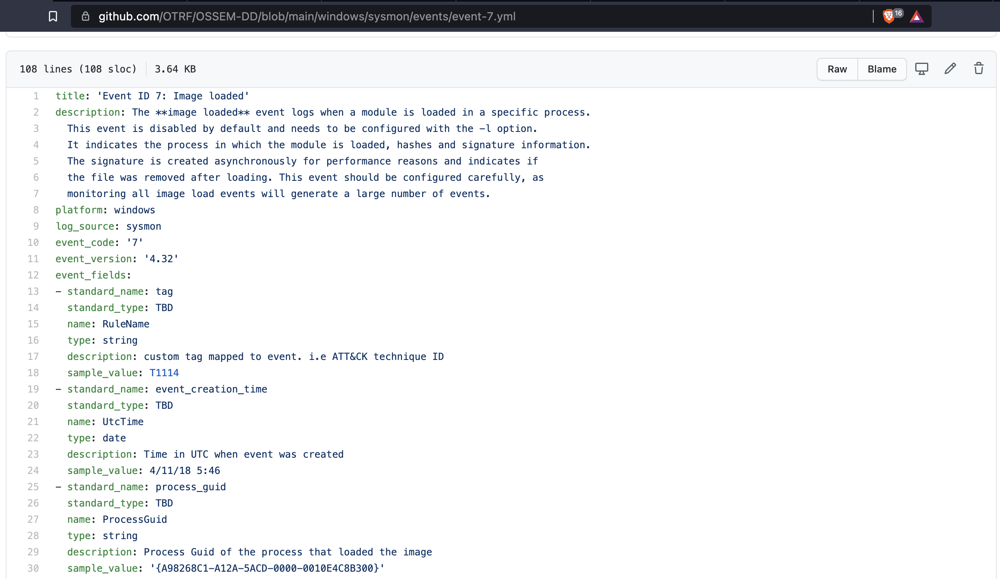 github.com/OTRF/OSSEM-DD/blob/main/windows/sysmon/events/event-7.yml
16
108 lines (108 sloc) 3.64 KB
Raw Blame
1 title: 'Event ID 7: Image loaded'
2 description: The **image loaded** event logs when a module is loaded in a specific process.
3 This event is disabled by default and needs to be configured with the –l option.
4 It indicates the process in which the module is loaded, hashes and signature information.
5 The signature is created asynchronously for performance reasons and indicates if
6 the file was removed after loading. This event should be configured carefully, as
7 monitoring all image load events will generate a large number of events.
8 platform: windows
9 log_source: sysmon
10 event_code: '7'
11 event_version: '4.32'
12 event_fields:
13 - standard_name: tag
14 standard_type: TBD
15 name: RuleName
16 type: string
17 description: custom tag mapped to event. i.e ATT&CK technique ID
18 sample_value: T1114
19 - standard_name: event_creation_time
20 standard_type: TBD
21 name: UtcTime
22 type: date
23 description: Time in UTC when event was created
24 sample_value: 4/11/18 5:46
25 - standard_name: process_guid
26 standard_type: TBD
27 name: ProcessGuid
28 type: string
29 description: Process Guid of the process that loaded the image
30 sample_value: '{A98268C1-A12A-5ACD-0000-0010E4C8B300}'